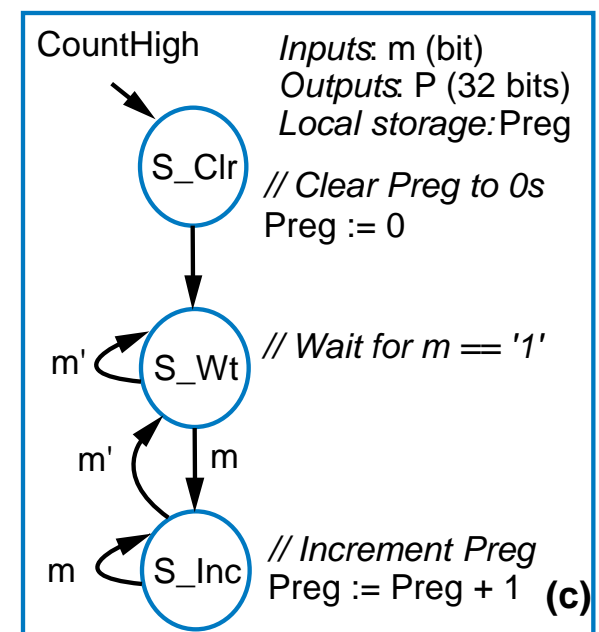 CountHigh
Inputs: m (bit)
Outputs: P (32 bits)
Local storage: Preg
S_Clr
// Clear Preg to 0s
Preg := 0
m'
S_Wt
// Wait for m == '1'
m'
m
m
S_Inc
// Increment Preg
Preg := Preg + 1
(c)